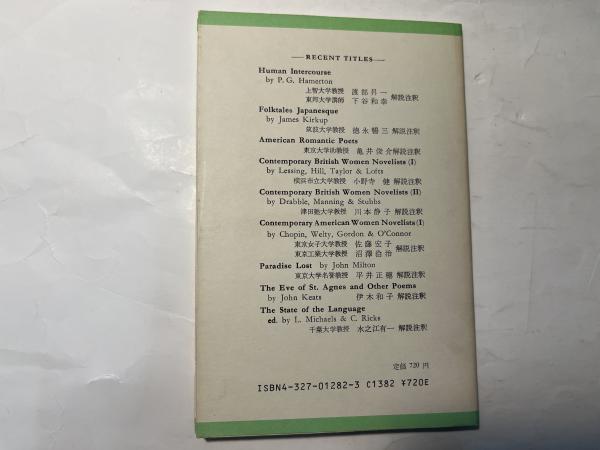 —RECENT TITLES—
Human Intercourse
by P. G. Hamerton
上智大学教授 渡部昇一
東邦大学講師 下谷和幸 解説注釈
Folktales Japanesque
by James Kirkup
筑波大学教授 徳永暢三 解説注釈
American Romantic Poets
東京大学助教授 亀井俊介 解説注釈
Contemporary British Women Novelists (I)
by Lessing, Hill, Taylor & Lofts
横浜市立大学教授 小野寺 健 解説注釈
Contemporary British Women Novelists (II)
by Drabble, Manning & Stubbs
津田塾大学教授 川本静子 解説注釈
Contemporary American Women Novelists (I)
by Chopin, Welty, Gordon & O'Connor
東京女子大学教授 佐藤宏子
東京工業大学教授 沼澤洽治 解説注釈
Paradise Lost by John Milton
東京大学名誉教授 平井正穂 解説注釈
The Eve of St. Agnes and Other Poems
by John Keats 伊木和子 解説注釈
The State of the Language
ed. by L. Michaels & C. Ricks
千葉大学教授 水之江有一 解説注釈
定価 720 円
ISBN4-327-01282-3 C1382 ¥720E